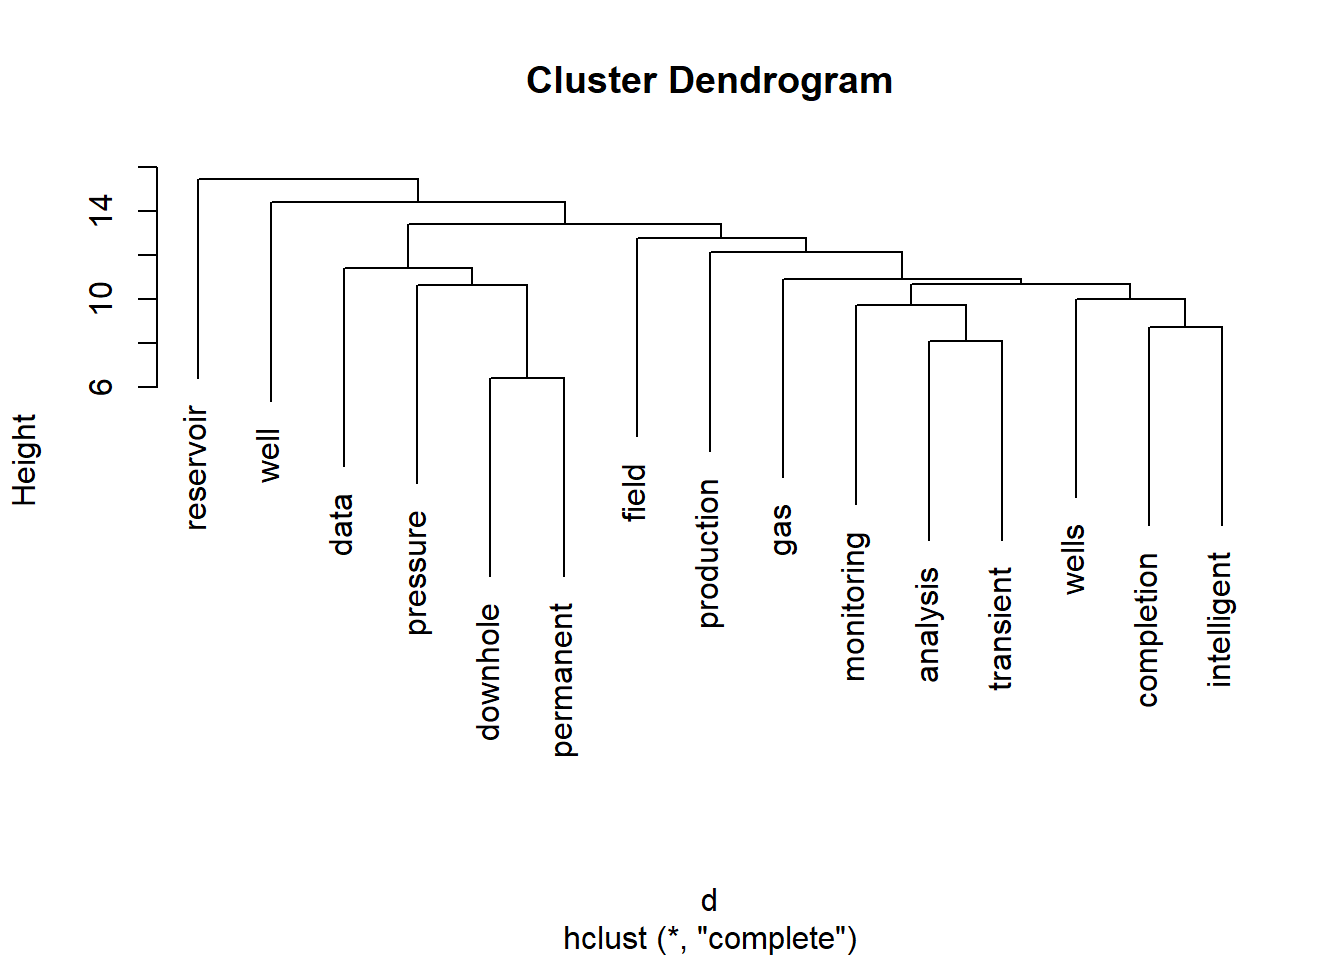 Cluster Dendrogram
Height
6
10
14
reservoir
well
data
pressure
downhole
permanent
field
production
gas
monitoring
analysis
transient
wells
completion
intelligent
d
hclust (*, "complete")